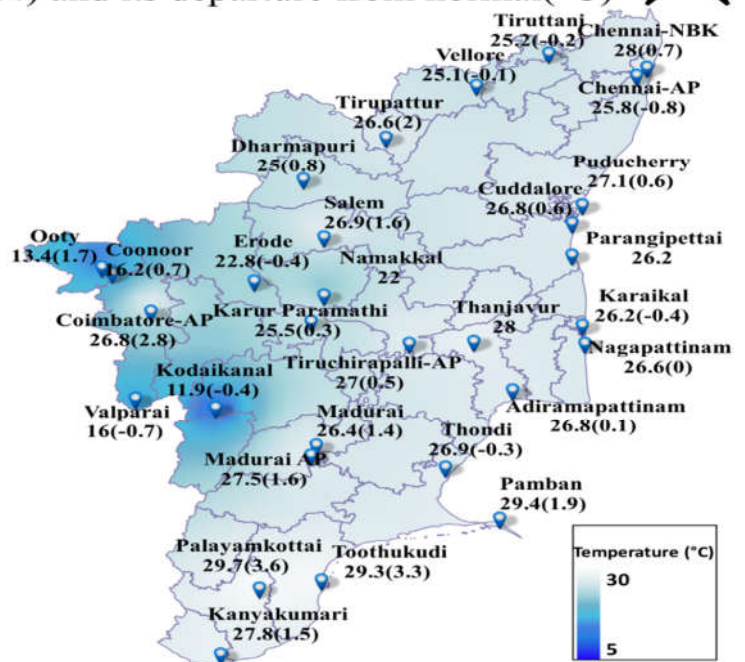 and its departure from normal(
Tiruttani
25.2(-0.2)
Chennai-NBK
28(0.7)
Vellore
25.1(-0.1)
Chennai-AP
25.8(-0.8)
Tirupattur
26.6(2)
Dharmapuri
25(0.8)
Puducherry
27.1(0.6)
Cuddalore
26.8(0.6)
Salem
26.9(1.6)
Ooty
13.4(1.7)
Coonoor
16.2(0.7)
Erode
22.8(-0.4)
Namakkal
22
Parangipettai
26.2
Coimbatore-AP
26.8(2.8)
Karur Paramathi
25.5(0.3)
Thanjavur
28
Karaikal
26.2(-0.4)
Nagapattinam
26.6(0)
Kodaikanal
11.9(-0.4)
Tiruchirapalli-AP
27(0.5)
Valparai
16(-0.7)
Madurai
26.4(1.4)
Adiramapattinam
26.8(0.1)
Thondi
26.9(-0.3)
Madurai AP
27.5(1.6)
Pamban
29.4(1.9)
Palayamkottai
29.7(3.6)
Toothukudi
29.3(3.3)
Kanyakumari
27.8(1.5)
Temperature (°C)
30
5